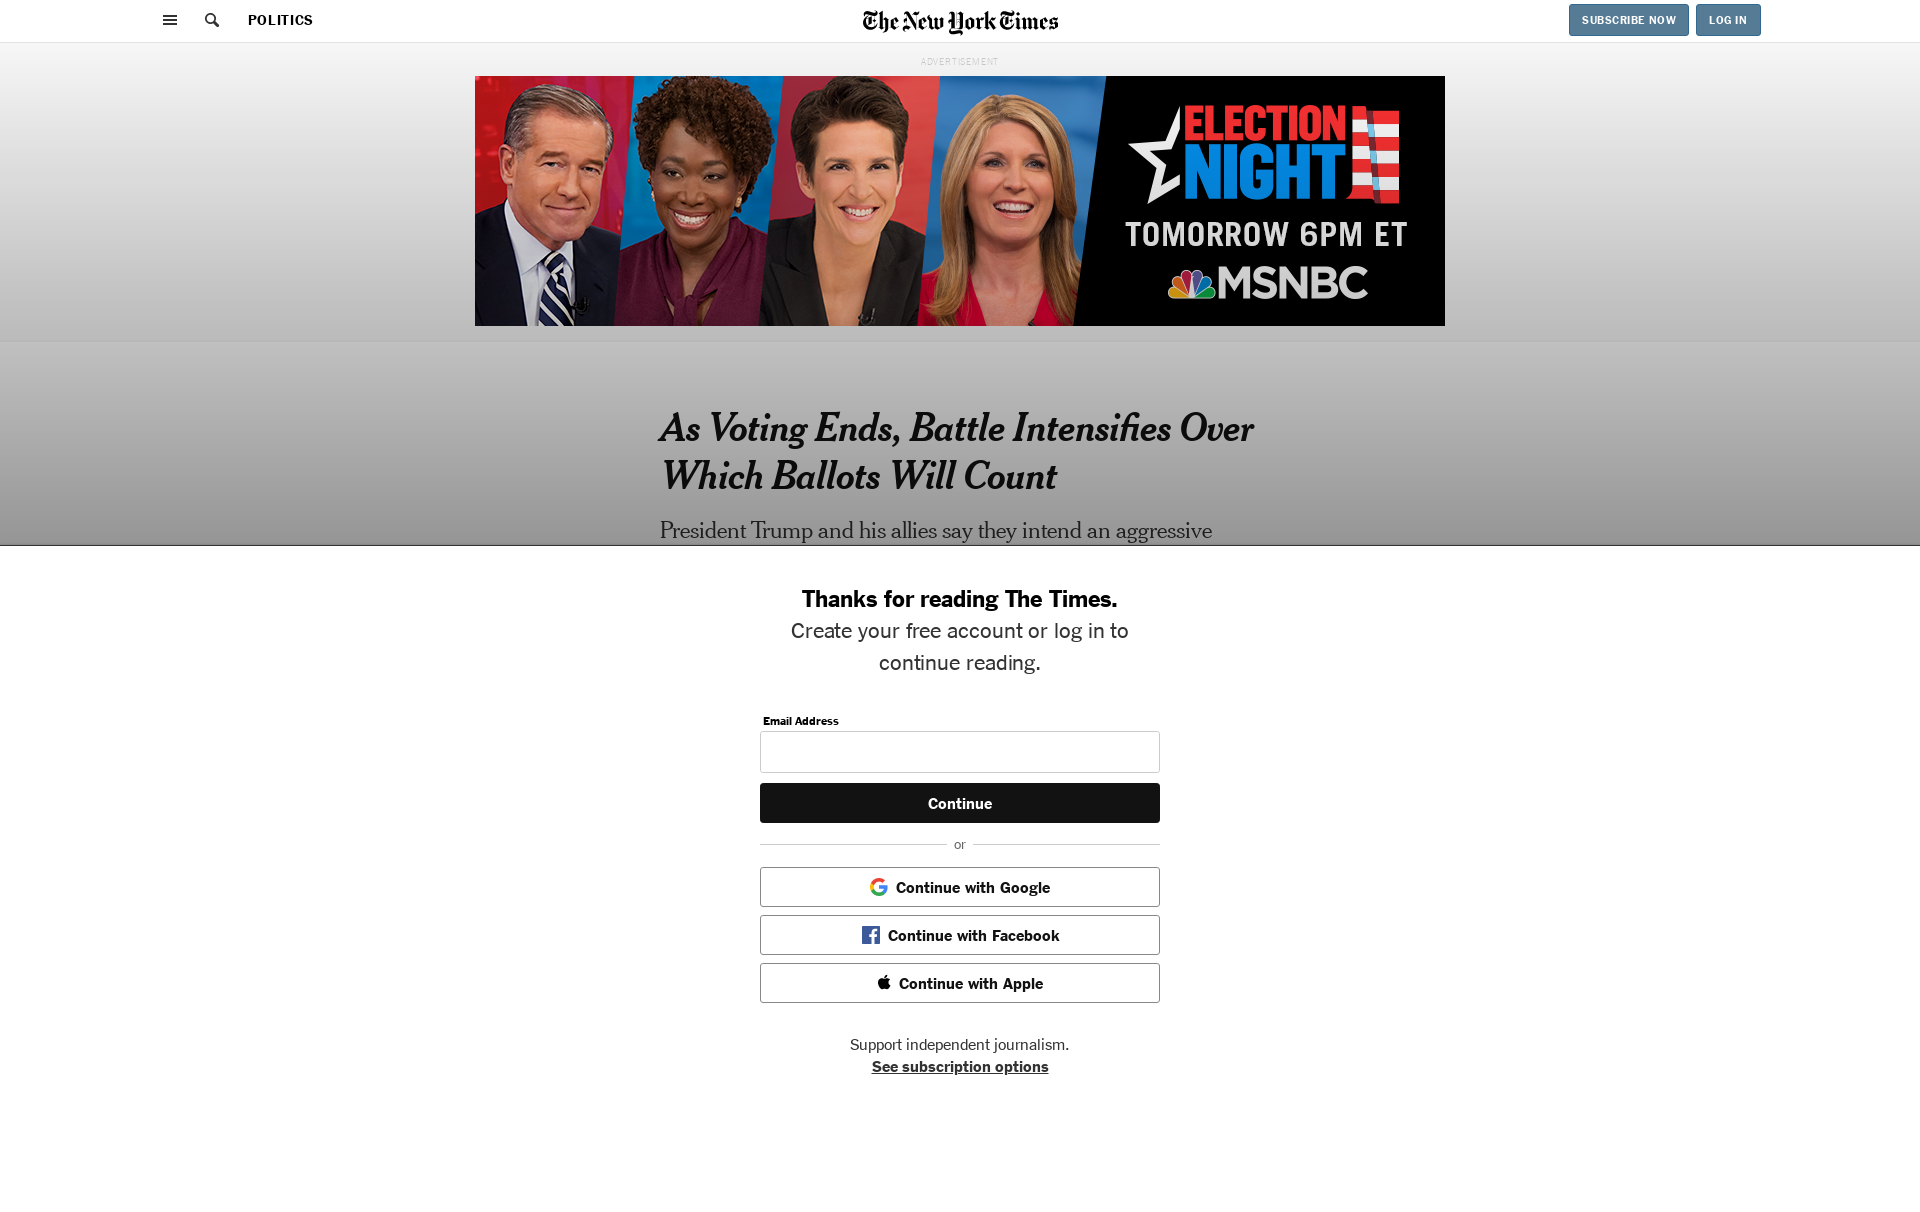 POLITICS
The New York Times
SUBSCRIBE NOW
LOG IN
ADVERTISEMENT
ELECTION
NIGHT
TOMORROW 6PM ET
MSNBC
As Voting Ends, Battle Intensifies Over
Which Ballots Will Count
President Trump and his allies say they intend an aggressive
Thanks for reading The Times.
Create your free account or log in to
continue reading.
Email Address
Continue
or
Continue with Google
Continue with Facebook
Continue with Apple
Support independent journalism.
See subscription options